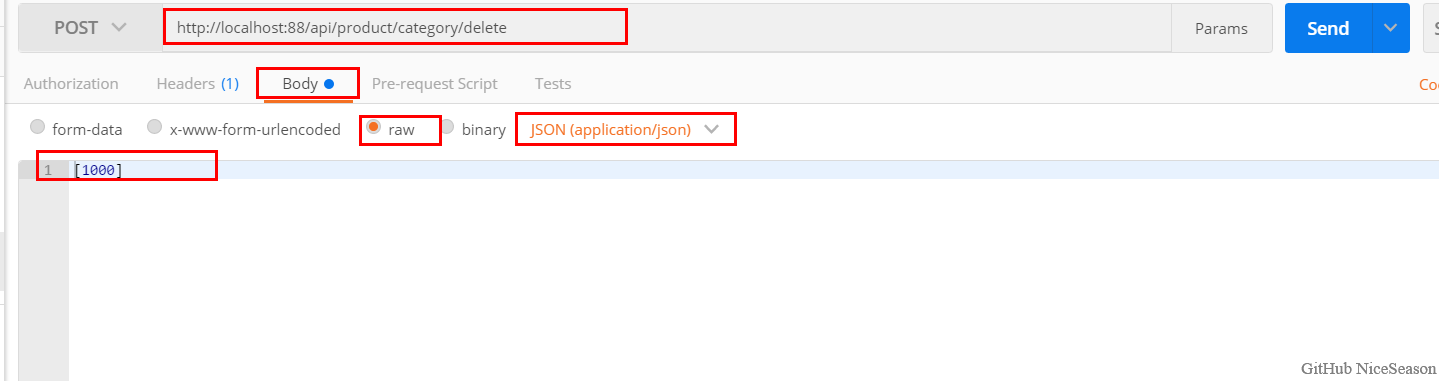 POST http://localhost:88/api/product/category/delete Params Send
Authorization Headers (1) Body Pre-request Script Tests
form-data x-www-form-urlencoded raw binary JSON (application/json)
1 [1000]
GitHub NiceSeason